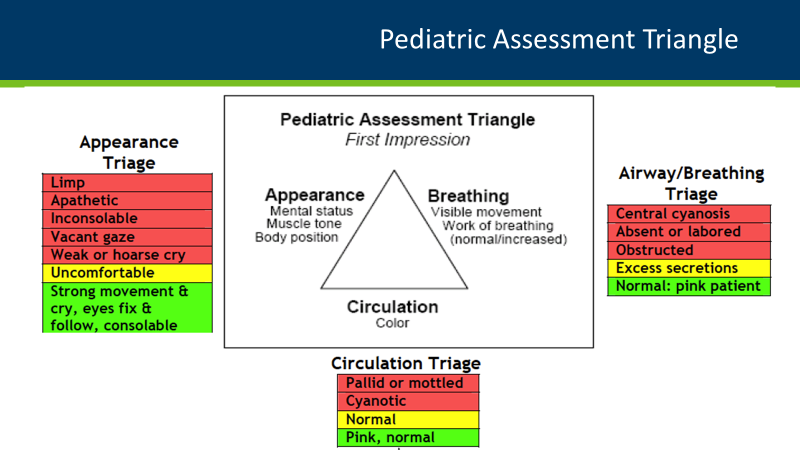 Pediatric Assessment Triangle
Appearance
Triage
Limp
Apathetic
Inconsolable
Vacant gaze
Weak or hoarse cry
Uncomfortable
Strong movement &
cry, eyes fix &
follow, consolable
Pediatric Assessment Triangle
First Impression
Appearance
Mental status
Muscle tone
Body position
Breathing
Visible movement
Work of breathing
(normal/increased)
Circulation
Color
Airway/Breathing
Triage
Central cyanosis
Absent or labored
Obstructed
Excess secretions
Normal: pink patient
Circulation Triage
Pallid or mottled
Cyanotic
Normal
Pink, normal